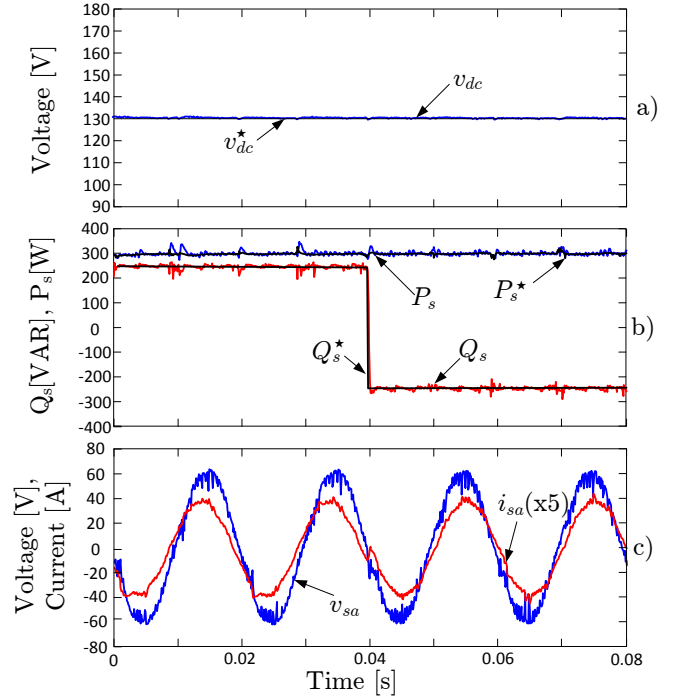 180
170
160
150
140
130
120
110
100
90
Voltage [V]
v_dc
v*_dc
a)
400
300
200
100
0
-100
-200
-300
-400
Q_s[VAR], P_s[W]
P_s
P_s*
Q_s*
Q_s
b)
80
60
40
20
0
-20
-40
-60
-80
Voltage [V],
Current [A]
i_sa(x5)
v_sa
c)
0
0.02
0.04
0.06
0.08
Time [s]